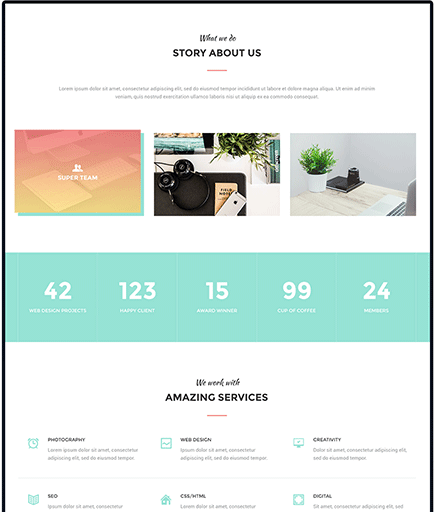 What we do
STORY ABOUT US
Lorem ipsum dolor sit amet, consectetur adipiscing elit, sed do eiusmod tempor incididunt ut labore et dolore magna aliqua. Ut enim ad minim
veniam, quis nostrud exercitation ullamco laboris nisi ut aliquip ex ea commodo consequat.
SUPER TEAM
FIELD NOTES
42 123 15 99 24
WEB DESIGN PROJECTS HAPPY CLIENT AWARD WINNER CUP OF COFFEE MEMBERS
We work with
AMAZING SERVICES
PHOTOGRAPHY WEB DESIGN CREATIVITY
Lorem ipsum dolor sit amet, consectetur Lorem ipsum dolor sit amet, consectetur Dolor sit amet, consectetur adipiscing elit,
adipiscing elit, sed do eiusmod tempor. adipiscing elit, sed do eiusmod tempor. sed do eiusmod tempor.
SEO CSS/HTML DIGITAL
Ipsum dolor sit amet, consectetur Lorem ipsum dolor sit amet, consectetur Sit amet, consectetur adipiscing elit, sed